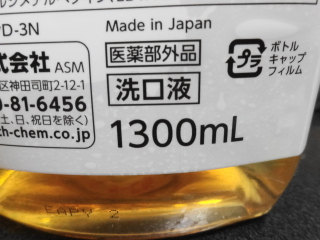 D-3N
Made in Japan
式会社 ASM
医薬部外品
区神田司町2-12-1
0-81-6456
土、日、祝日を除く)
洗口液
h-chem.co.jp
1300mL
プラ
ボトル
キャップ
フィルム